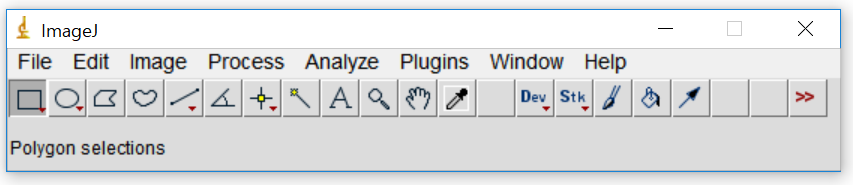 ImageJ
File Edit Image Process Analyze Plugins Window Help
A Dev Stk >>
Polygon selections